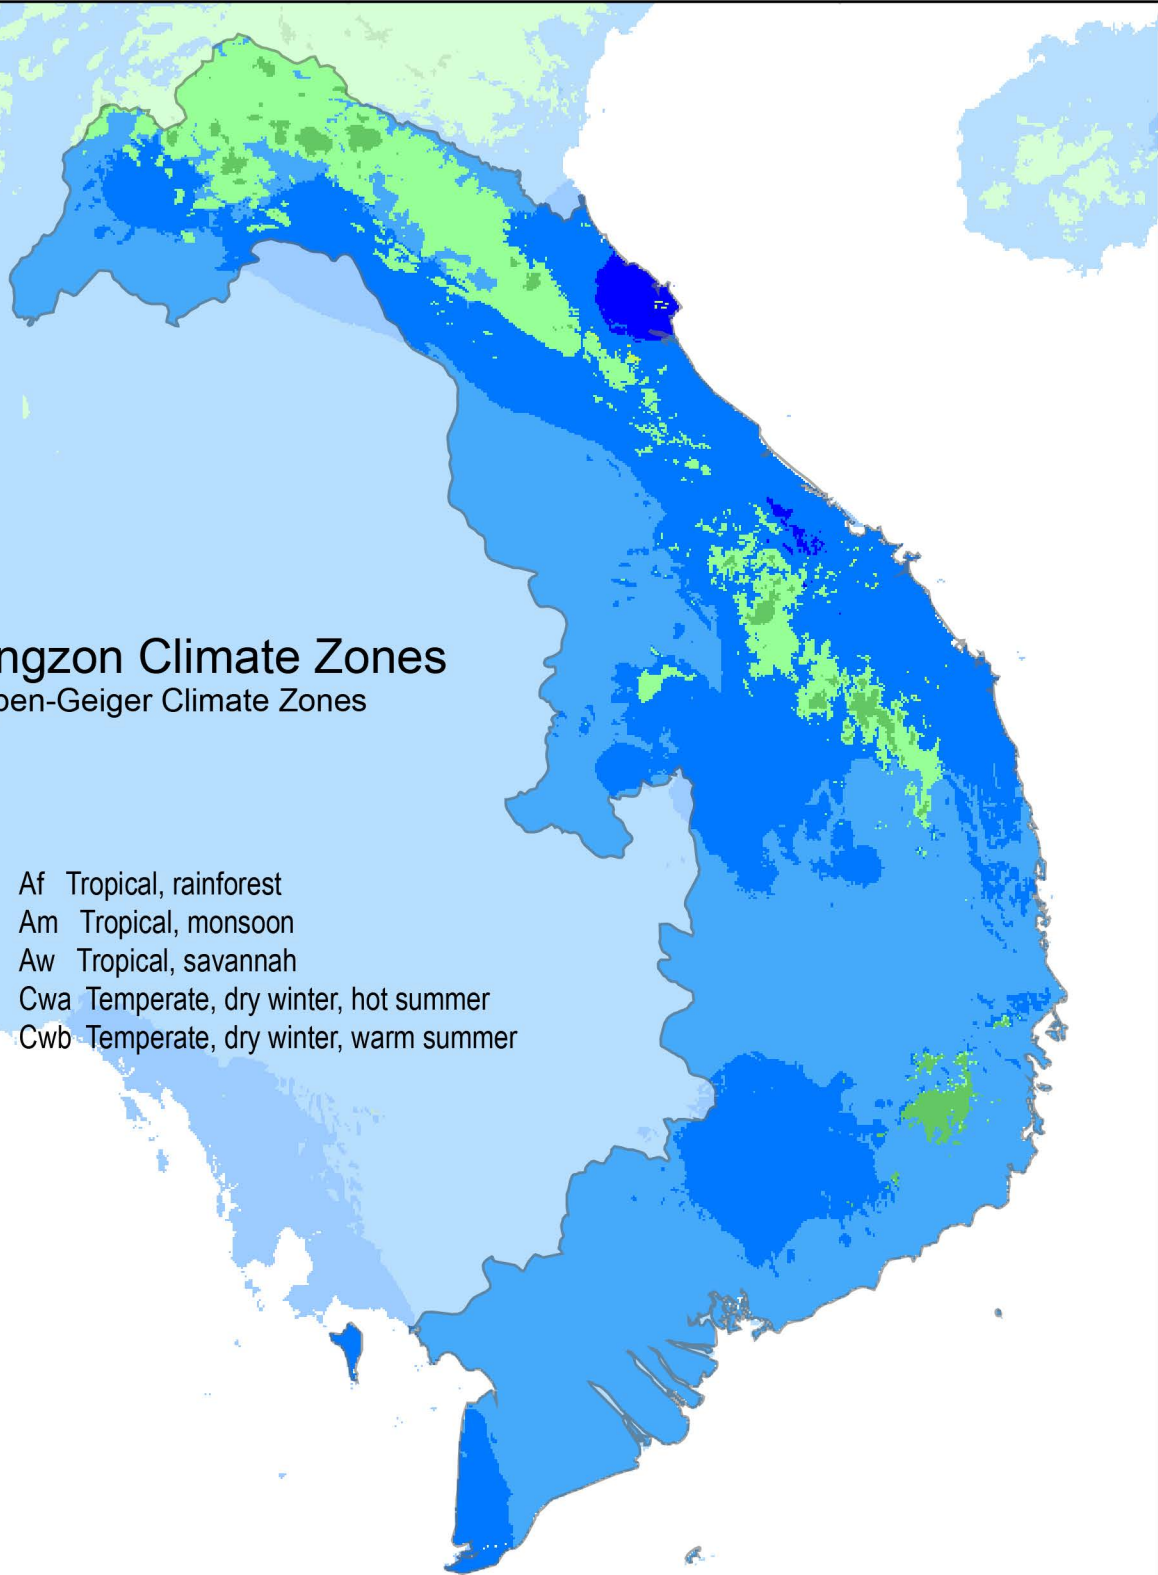 ngzon Climate Zones
pen-Geiger Climate Zones
Af Tropical, rainforest
Am Tropical, monsoon
Aw Tropical, savannah
Cwa Temperate, dry winter, hot summer
Cwb Temperate, dry winter, warm summer